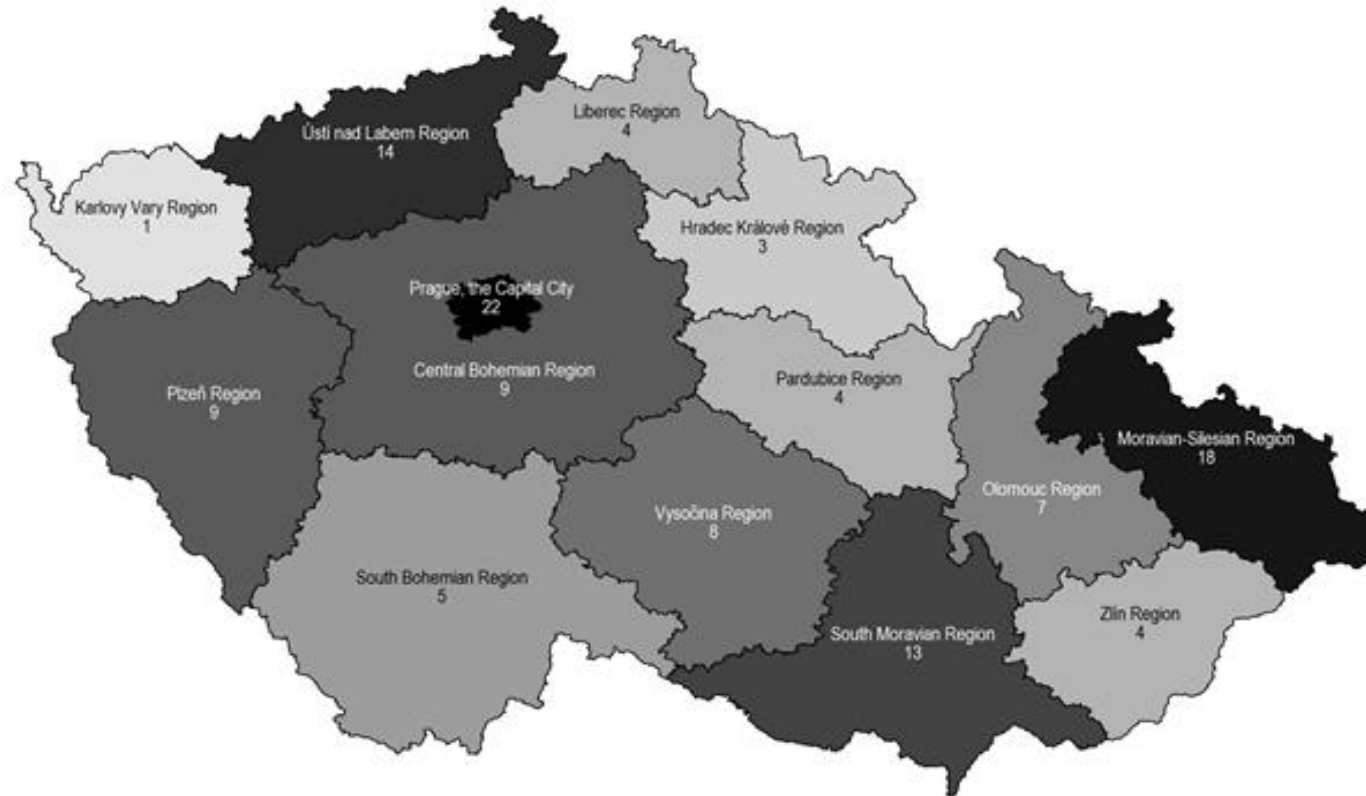 Ústí nad Labem Region
14
Liberec Region
4
Karlovy Vary Region
1
Hradec Králové Region
3
Prague, the Capital City
22
Central Bohemian Region
9
Plzeň Region
9
Pardubice Region
4
Moravian-Silesian Region
18
Olomouc Region
7
Vysočina Region
8
South Bohemian Region
5
South Moravian Region
13
Zlín Region
4